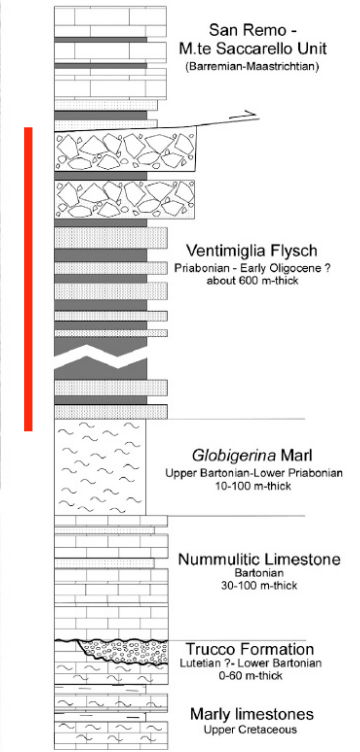 San Remo -
M.te Saccarello Unit
(Barremian-Maastrichtian)
Ventimiglia Flysch
Priabonian - Early Oligocene ?
about 600 m-thick
Globigerina Marl
Upper Bartonian-Lower Priabonian
10-100 m-thick
Nummulitic Limestone
Bartonian
30-100 m-thick
Trucco Formation
Lutetian ?- Lower Bartonian
0-60 m-thick
Marly limestones
Upper Cretaceous